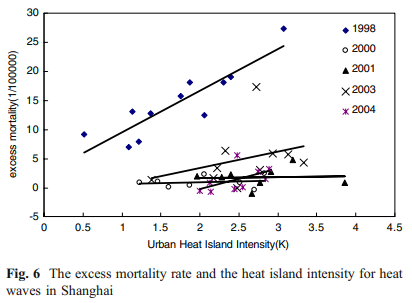 30
25
20
15
10
5
0
-5
excess mortality(1/100000)
1998
2000
2001
2003
2004
0 0.5 1 1.5 2 2.5 3 3.5 4 4.5
Urban Heat Island Intensity(K)
Fig. 6 The excess mortality rate and the heat island intensity for heat
waves in Shanghai